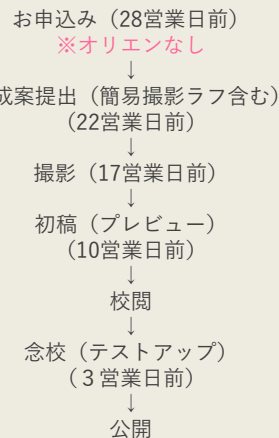 お申込み（28営業日前）
※オリエンなし
↓
成案提出（簡易撮影ラフ含む）
（22営業日前）
↓
撮影（17営業日前）
↓
初稿（プレビュー）
（10営業日前）
↓
校閲
↓
念校（テストアップ）
（３営業日前）
↓
公開